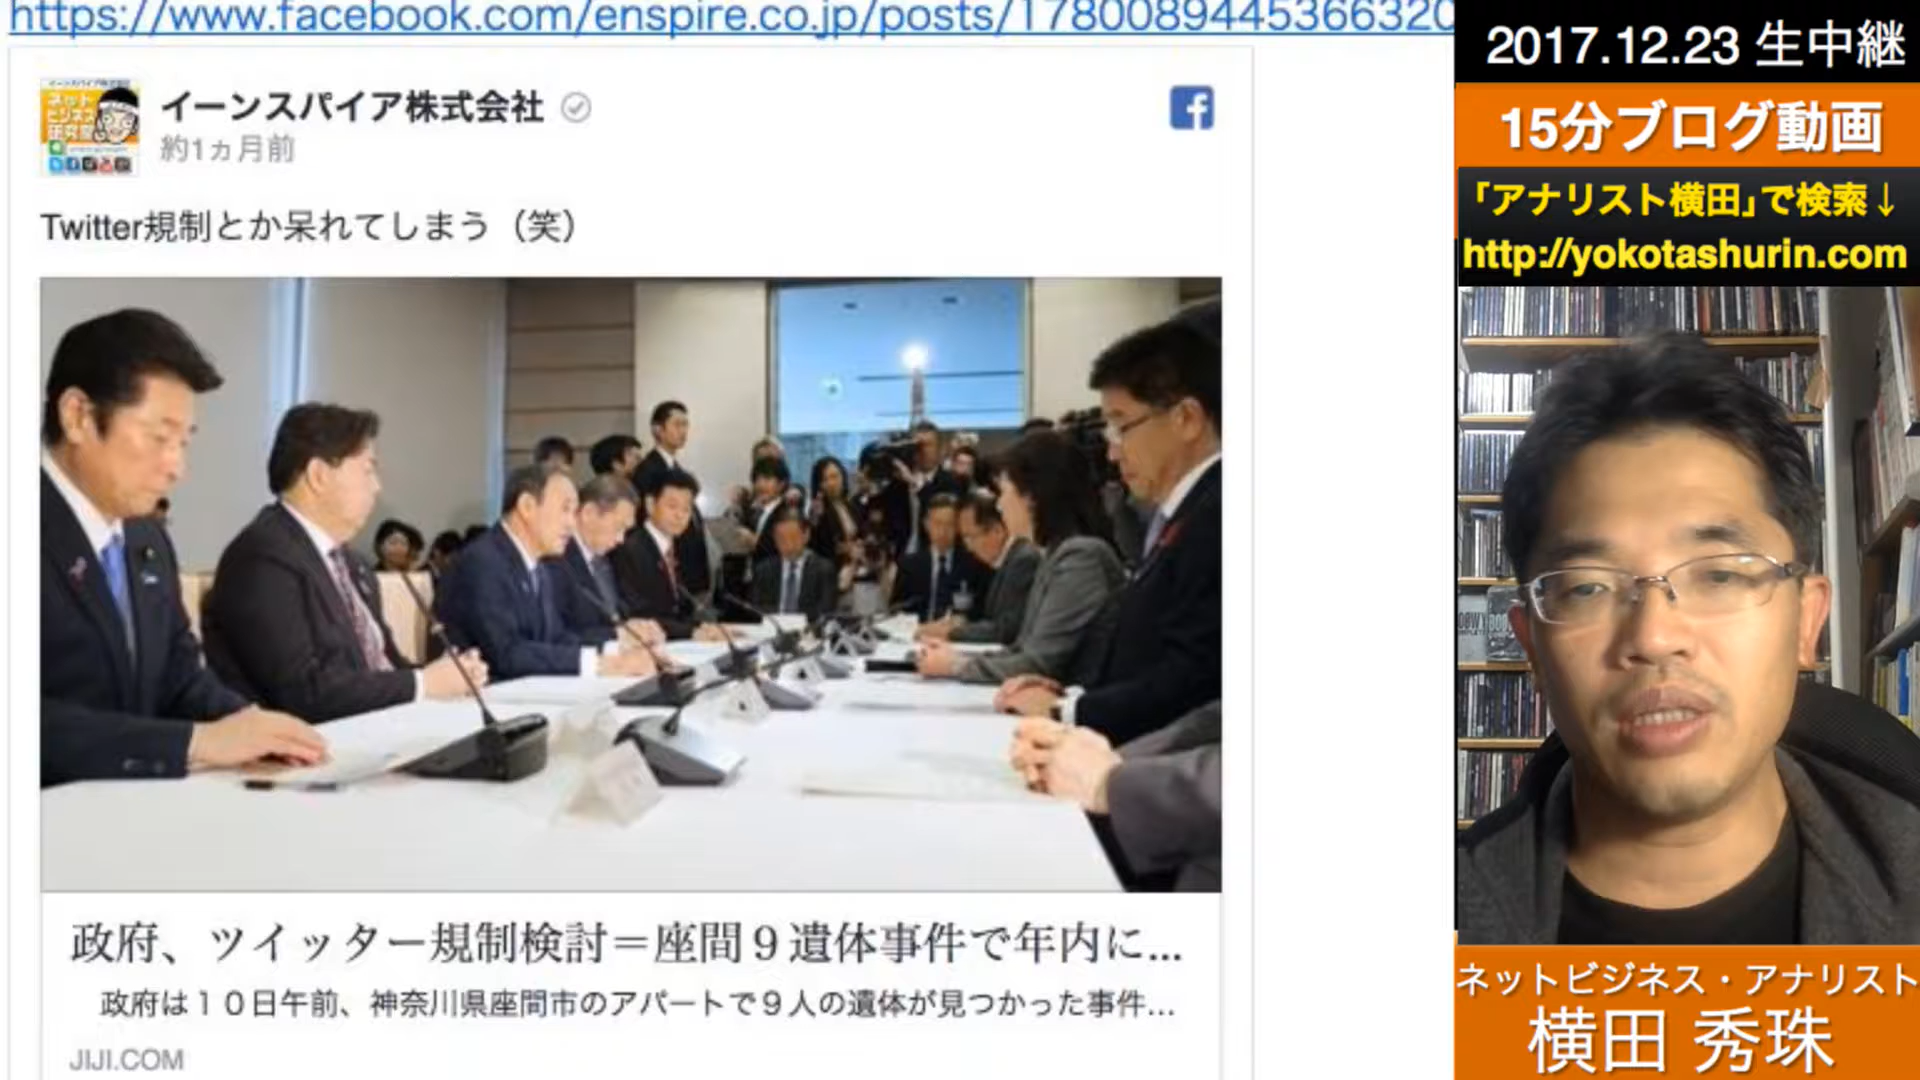 https://www.facebook.com/enspire.co.jp/posts/1780089445366320
イーンスパイア株式会社
約1ヵ月前
Twitter規制とか呆れてしまう（笑）
政府、ツイッター規制検討＝座間９遺体事件で年内に...
政府は１０日午前、神奈川県座間市のアパートで９人の遺体が見つかった事件...
JIJI.COM
2017.12.23 生中継
15分ブログ動画
「アナリスト横田」で検索↓
http://yokotashurin.com
ネットビジネス・アナリスト
横田 秀珠